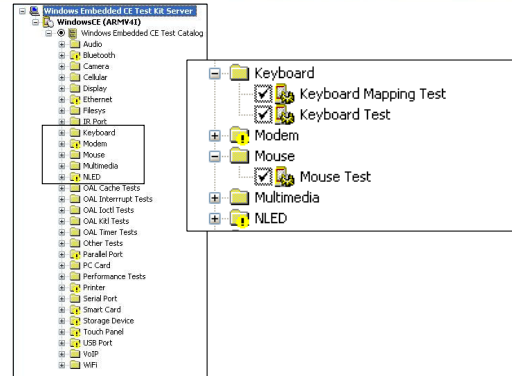 Windows Embedded CE Test Kit Server
WindowsCE (ARMV4I)
Windows Embedded CE Test Catalog
Audio
Bluetooth
Camera
Cellular
Display
Ethernet
Filesys
IR Port
Keyboard
Modem
Mouse
Multimedia
NLED
OAL Cache Tests
OAL Interrrupt Tests
OAL Ioctl Tests
OAL Kitl Tests
OAL Timer Tests
Other Tests
Parallel Port
PC Card
Performance Tests
Printer
Serial Port
Smart Card
Storage Device
Touch Panel
USB Port
VoIP
WiFi
Keyboard
Keyboard Mapping Test
Keyboard Test
Modem
Mouse
Mouse Test
Multimedia
NLED